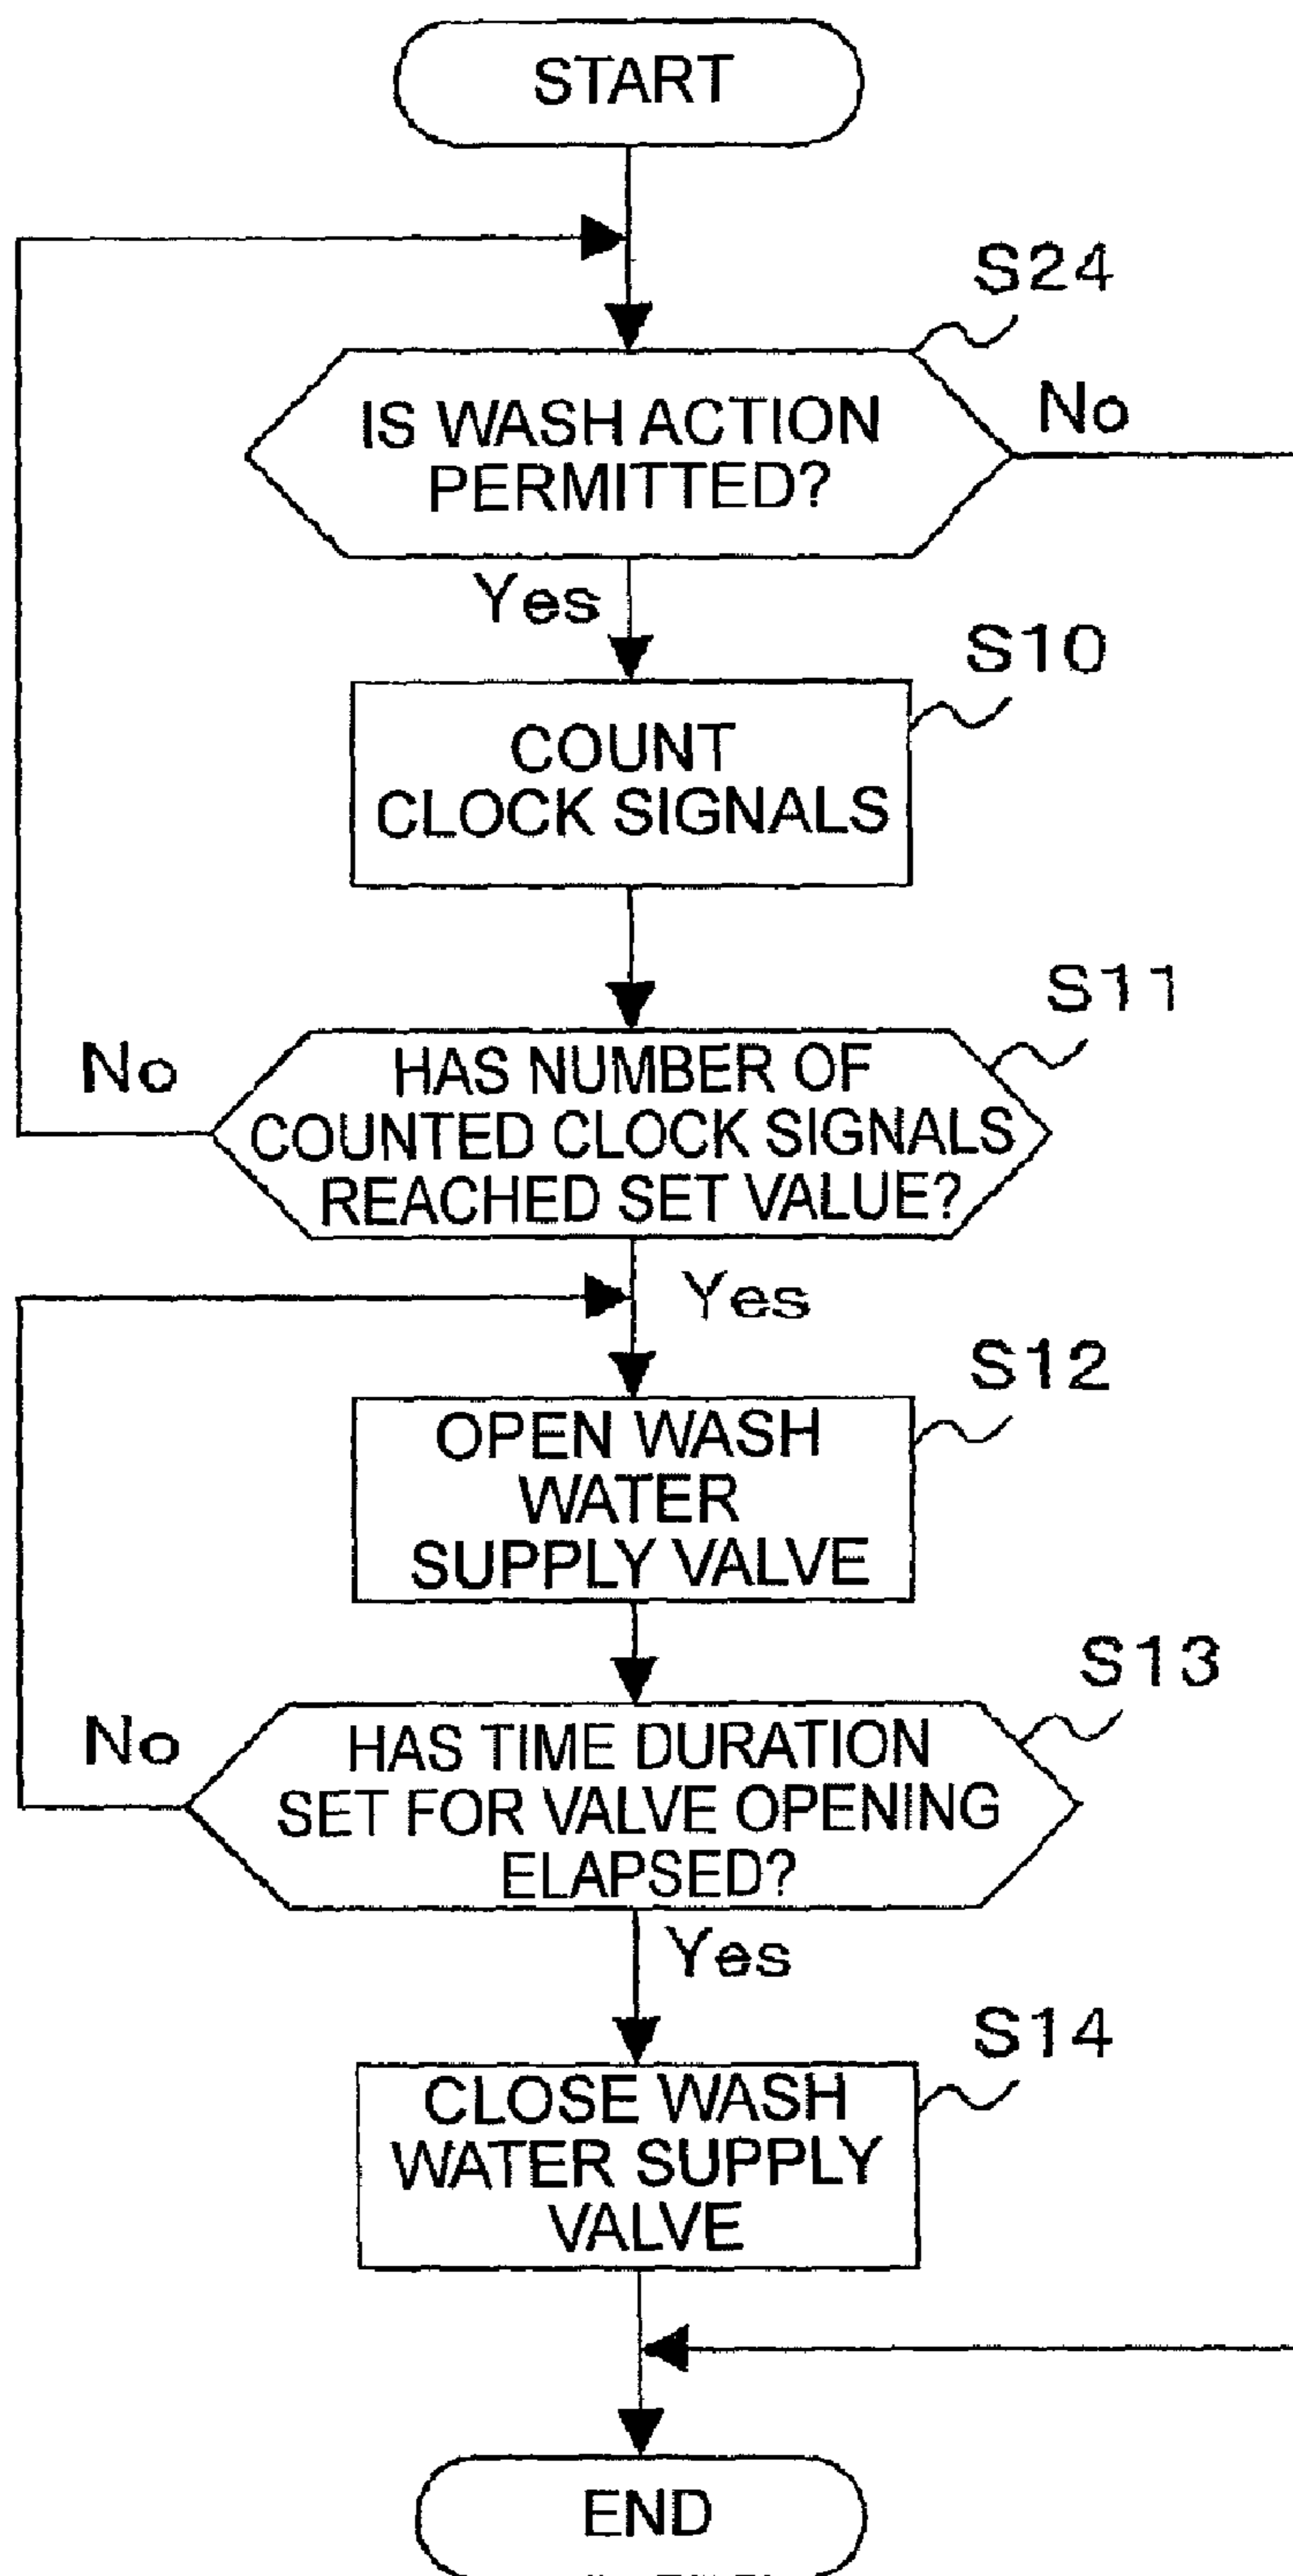 START
S24
IS WASH ACTION
PERMITTED?
No
Yes
S10
COUNT
CLOCK SIGNALS
S11
No
HAS NUMBER OF
COUNTED CLOCK SIGNALS
REACHED SET VALUE?
Yes
S12
OPEN WASH
WATER
SUPPLY VALVE
S13
No
HAS TIME DURATION
SET FOR VALVE OPENING
ELAPSED?
Yes
S14
CLOSE WASH
WATER SUPPLY
VALVE
END